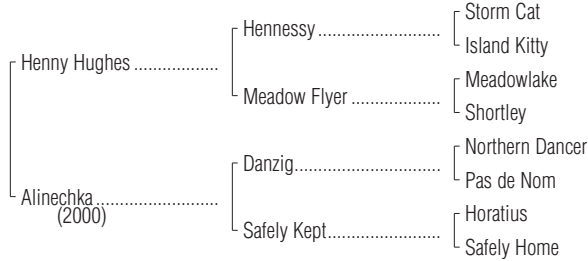 Storm Cat
Hennessy
Island Kitty
Henny Hughes
Meadowlake
Meadow Flyer
Shortley
Northern Dancer
Danzig
Pas de Nom
Alinechka
(2000)
Horatius
Safely Kept
Safely Home